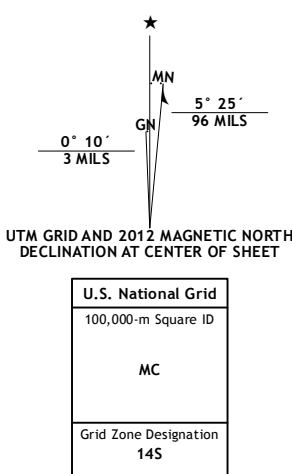 ★
MN
5° 25´
96 MILS
GN
0° 10´
3 MILS
UTM GRID AND 2012 MAGNETIC NORTH
DECLINATION AT CENTER OF SHEET
U.S. National Grid
100,000-m Square ID
MC
Grid Zone Designation
14S